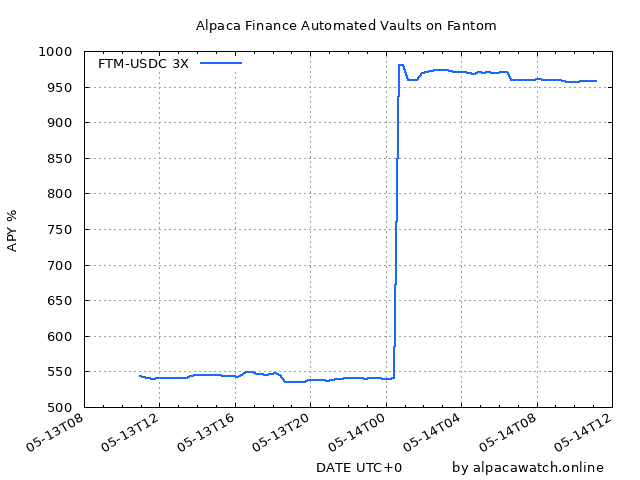 Alpaca Finance Automated Vaults on Fantom
FTM-USDC 3X
APY %
1000
950
900
850
800
750
700
650
600
550
500
05-13T08
05-13T12
05-13T16
05-13T20
05-14T00
05-14T04
05-14T08
05-14T12
DATE UTC+0
by alpacawatch.online